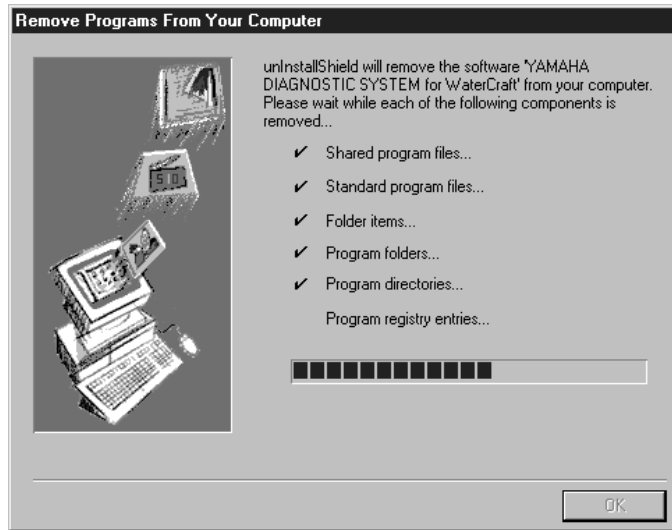 Remove Programs From Your Computer
unInstallShield will remove the software 'YAMAHA
DIAGNOSTIC SYSTEM for WaterCraft' from your computer.
Please wait while each of the following components is
removed...
✔ Shared program files...
✔ Standard program files...
✔ Folder items...
✔ Program folders...
✔ Program directories...
Program registry entries...
OK